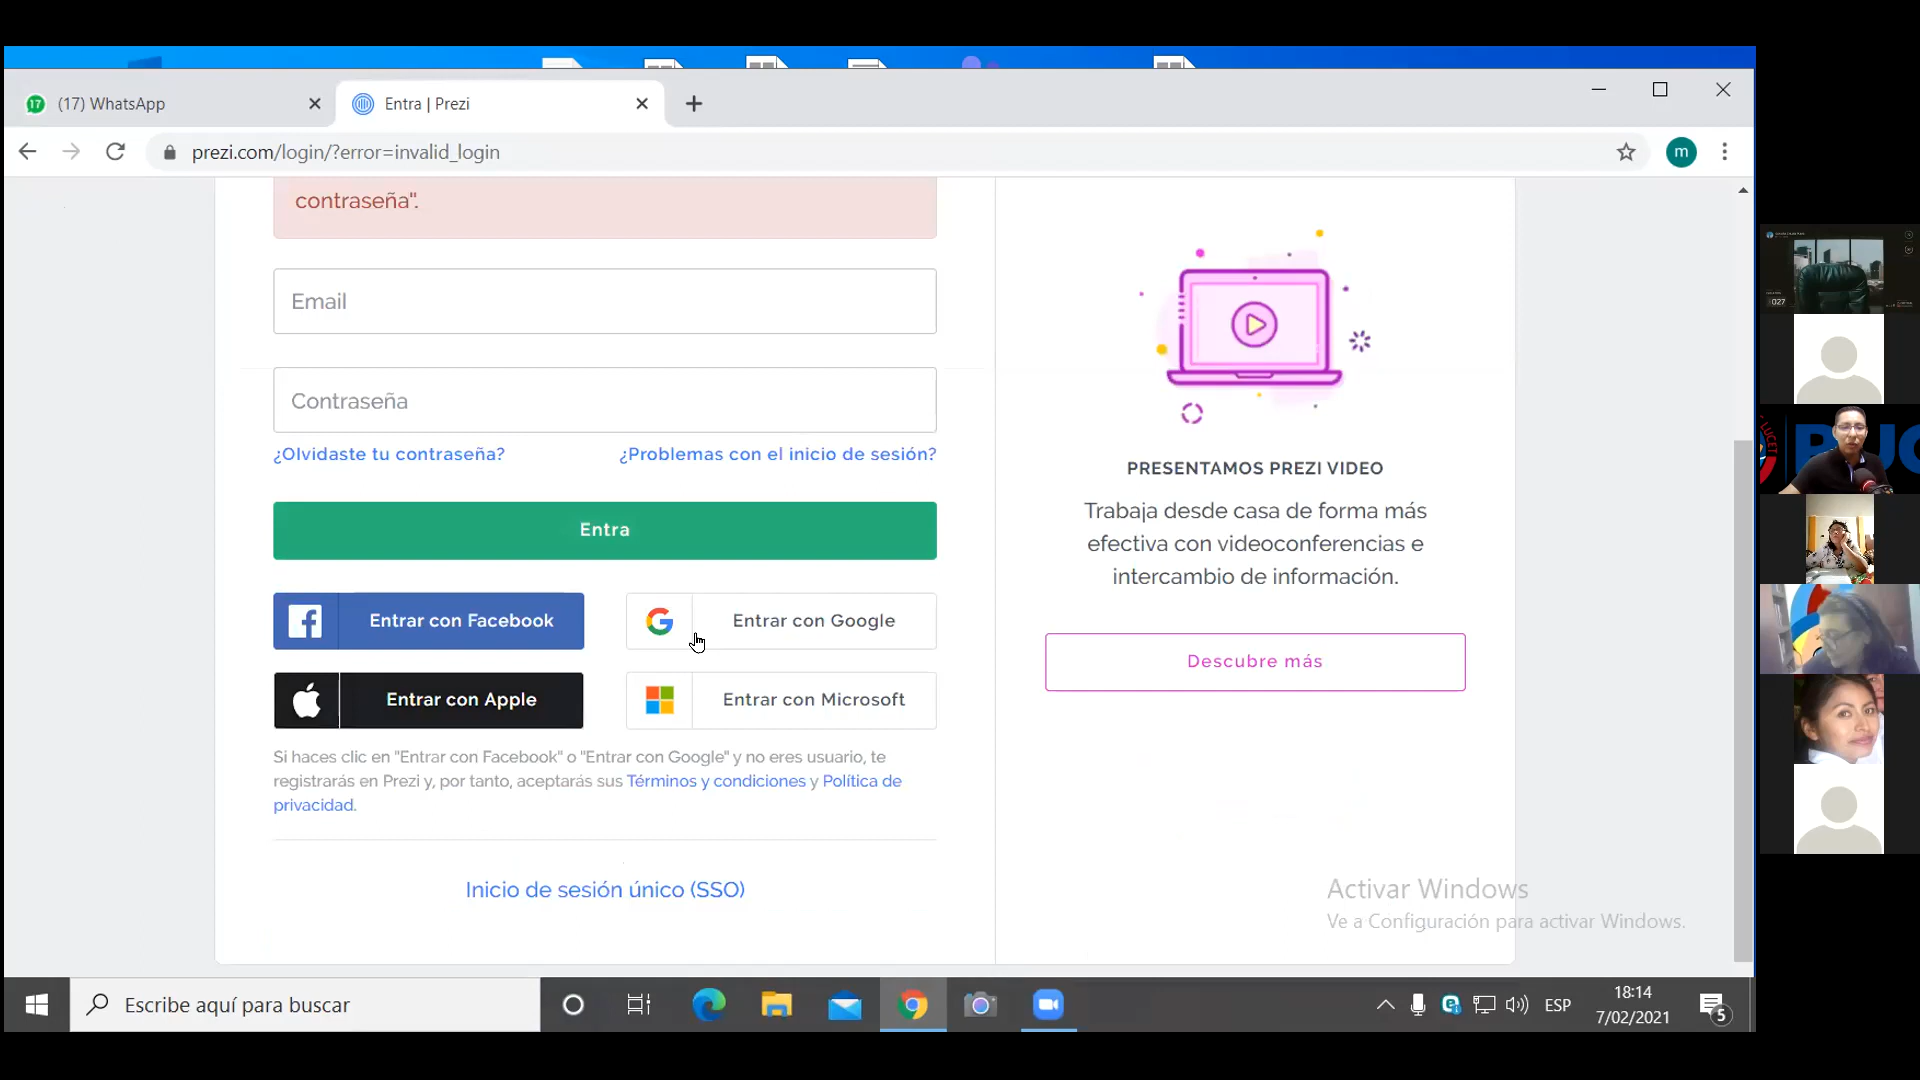 17
(17) WhatsApp
Entra | Prezi
prezi.com/login/?error=invalid_login
m
contraseña".
Email
Contraseña
¿Olvidaste tu contraseña?
¿Problemas con el inicio de sesión?
Entra
Entrar con Facebook
Entrar con Google
Entrar con Apple
Entrar con Microsoft
Si haces clic en "Entrar con Facebook" o "Entrar con Google" y no eres usuario, te
registrarás en Prezi y, por tanto, aceptarás sus Términos y condiciones y Política de
privacidad.
Inicio de sesión único (SSO)
PRESENTAMOS PREZI VIDEO
Trabaja desde casa de forma más
efectiva con videoconferencias e
intercambio de información.
Descubre más
Activar Windows
Ve a Configuración para activar Windows.
Escribe aquí para buscar
ESP
18:14
7/02/2021
5
027
LUCET